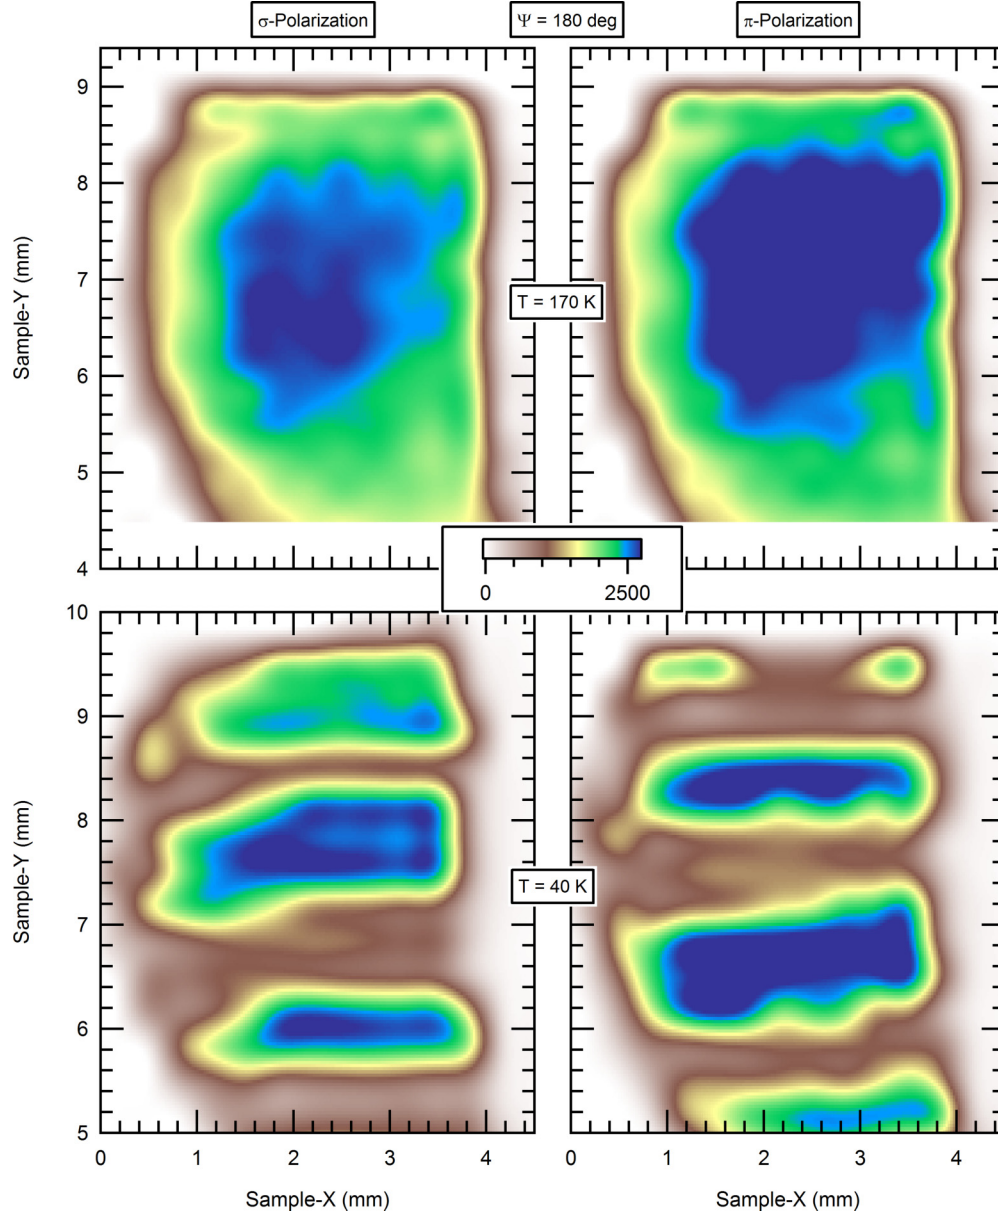 σ-Polarization
Ψ = 180 deg
π-Polarization
9
8
7
6
5
4
Sample-Y (mm)
T = 170 K
0
2500
10
9
8
7
6
5
Sample-Y (mm)
T = 40 K
0
1
2
3
4
0
1
2
3
4
Sample-X (mm)
Sample-X (mm)